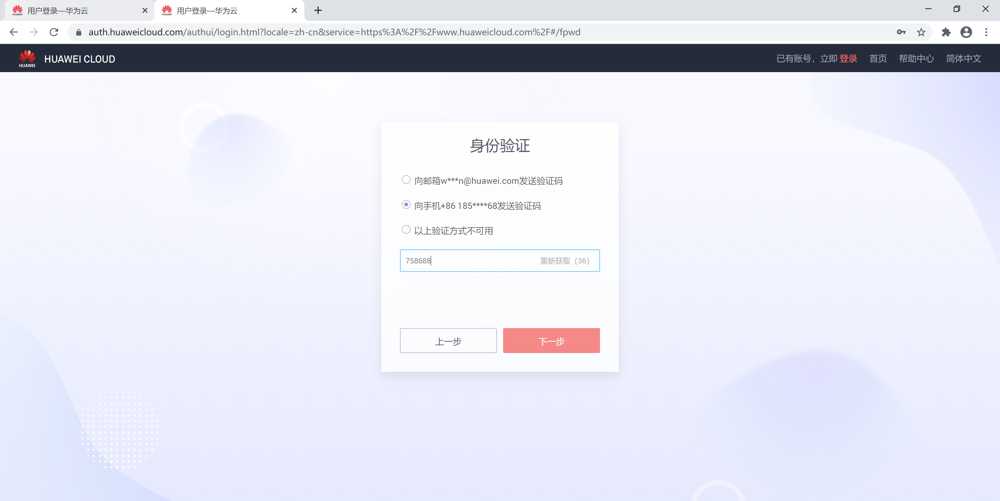 用户登录—华为云
用户登录—华为云
auth.huaweicloud.com/authui/login.html?locale=zh-cn&service=https%3A%2F%2Fwww.huaweicloud.com%2F#/fpwd
HUAWEI
HUAWEI CLOUD
已有账号，立即 登录 首页 帮助中心 简体中文
身份验证
向邮箱w***n@huawei.com发送验证码
向手机+86 185****68发送验证码
以上验证方式不可用
758688 重新获取（36）
上一步 下一步